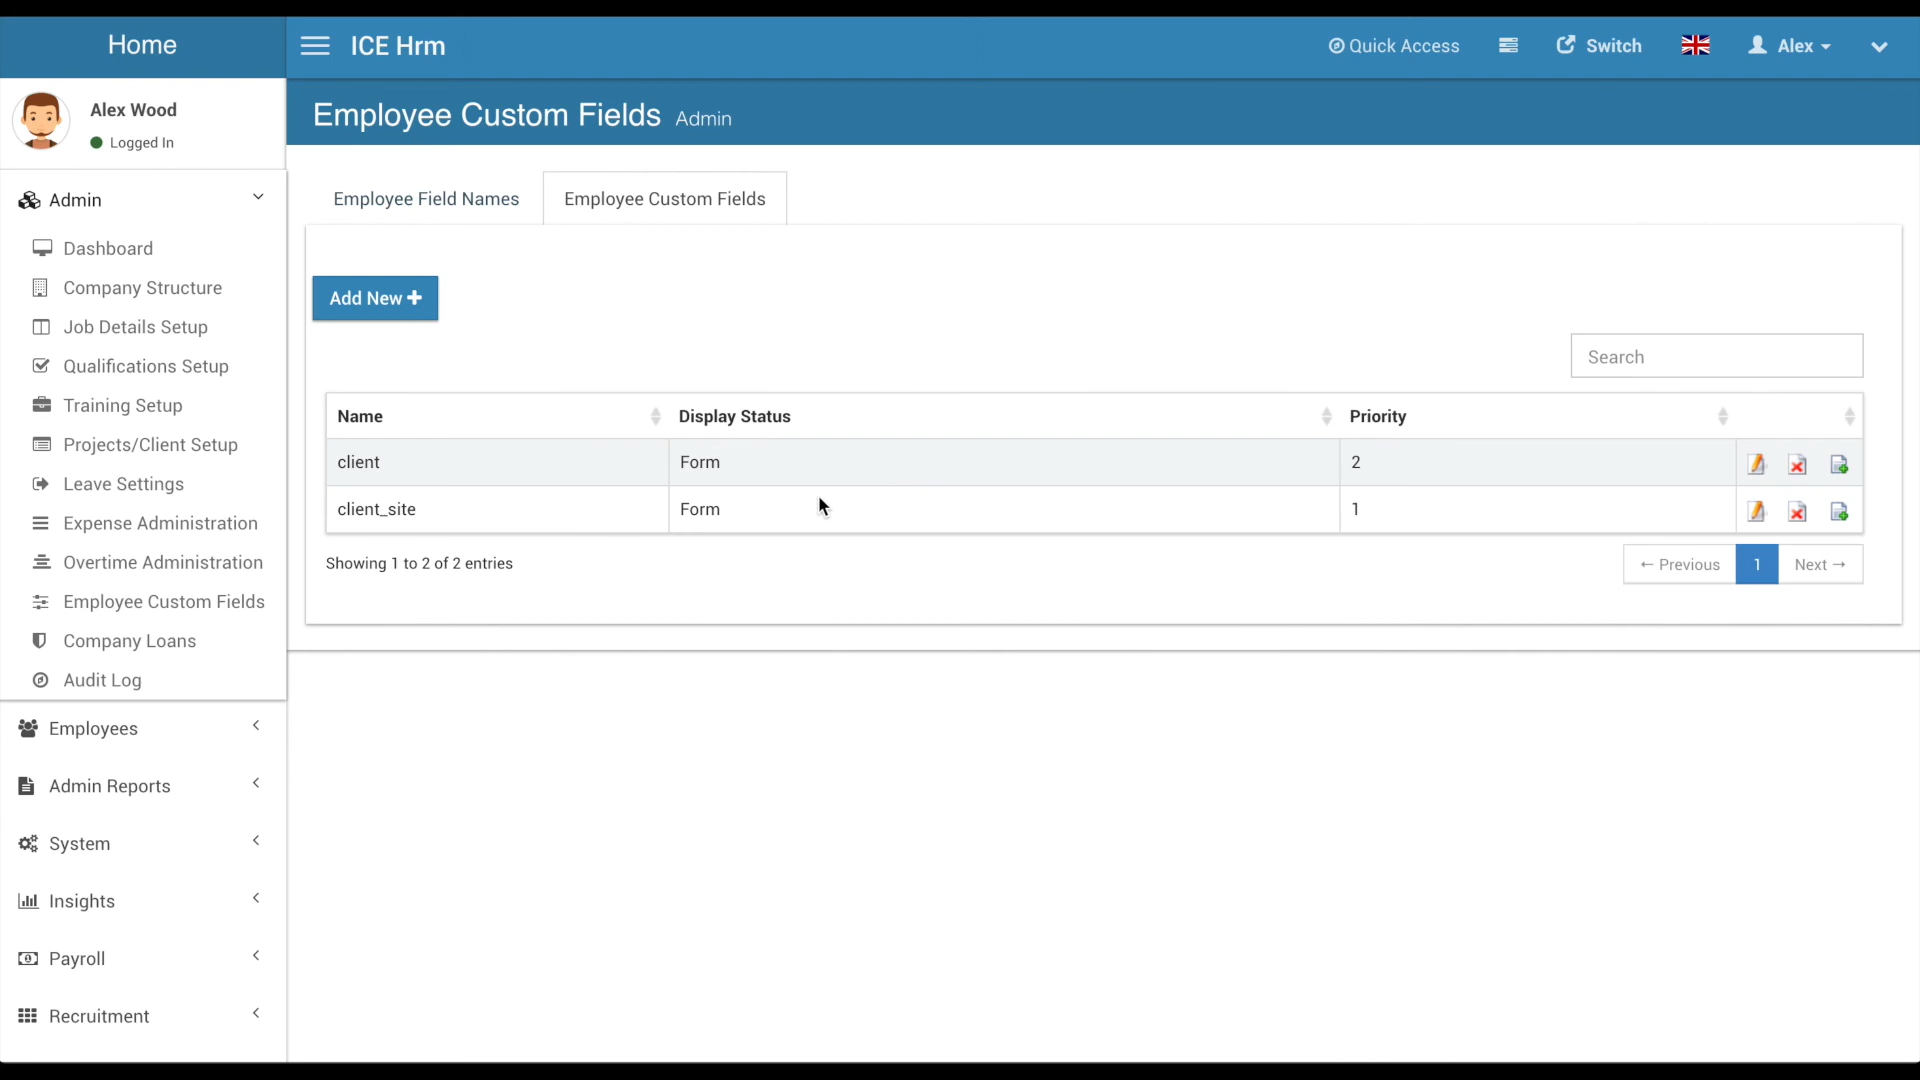 Home
ICE Hrm
Quick Access
Switch
Alex
Alex Wood
Logged In
Employee Custom Fields Admin
Admin
Dashboard
Company Structure
Job Details Setup
Qualifications Setup
Training Setup
Projects/Client Setup
Leave Settings
Expense Administration
Overtime Administration
Employee Custom Fields
Company Loans
Audit Log
Employees
Admin Reports
System
Insights
Payroll
Recruitment
Employee Field Names
Employee Custom Fields
Add New
Search
Name Display Status Priority
client Form 2
client_site Form 1
Showing 1 to 2 of 2 entries
← Previous 1 Next →